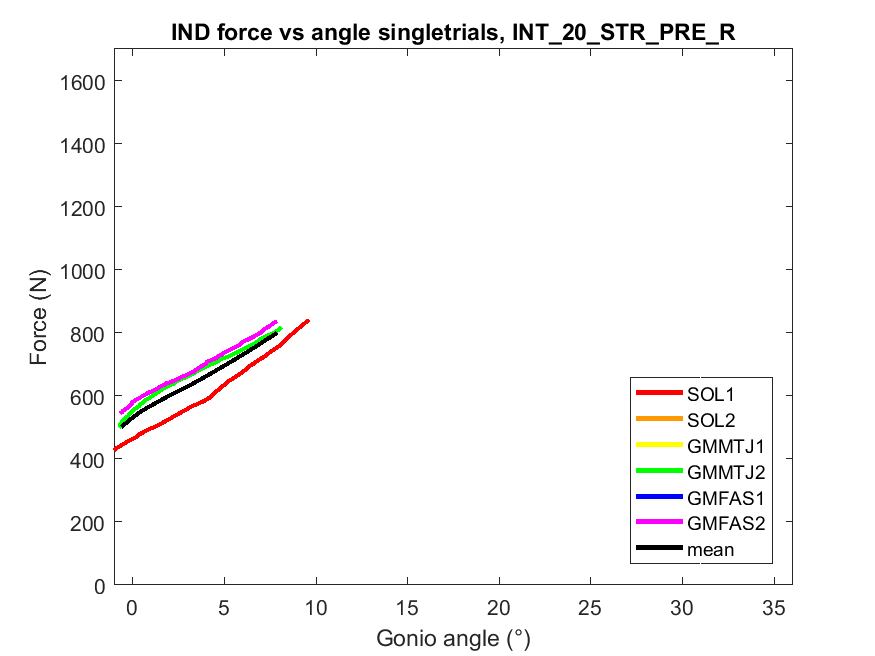 IND force vs angle singletrials, INT_20_STR_PRE_R
1600
1400
1200
1000
800
600
400
200
0
Force (N)
0 5 10 15 20 25 30 35
Gonio angle (°)
SOL1
SOL2
GMMTJ1
GMMTJ2
GMFAS1
GMFAS2
mean